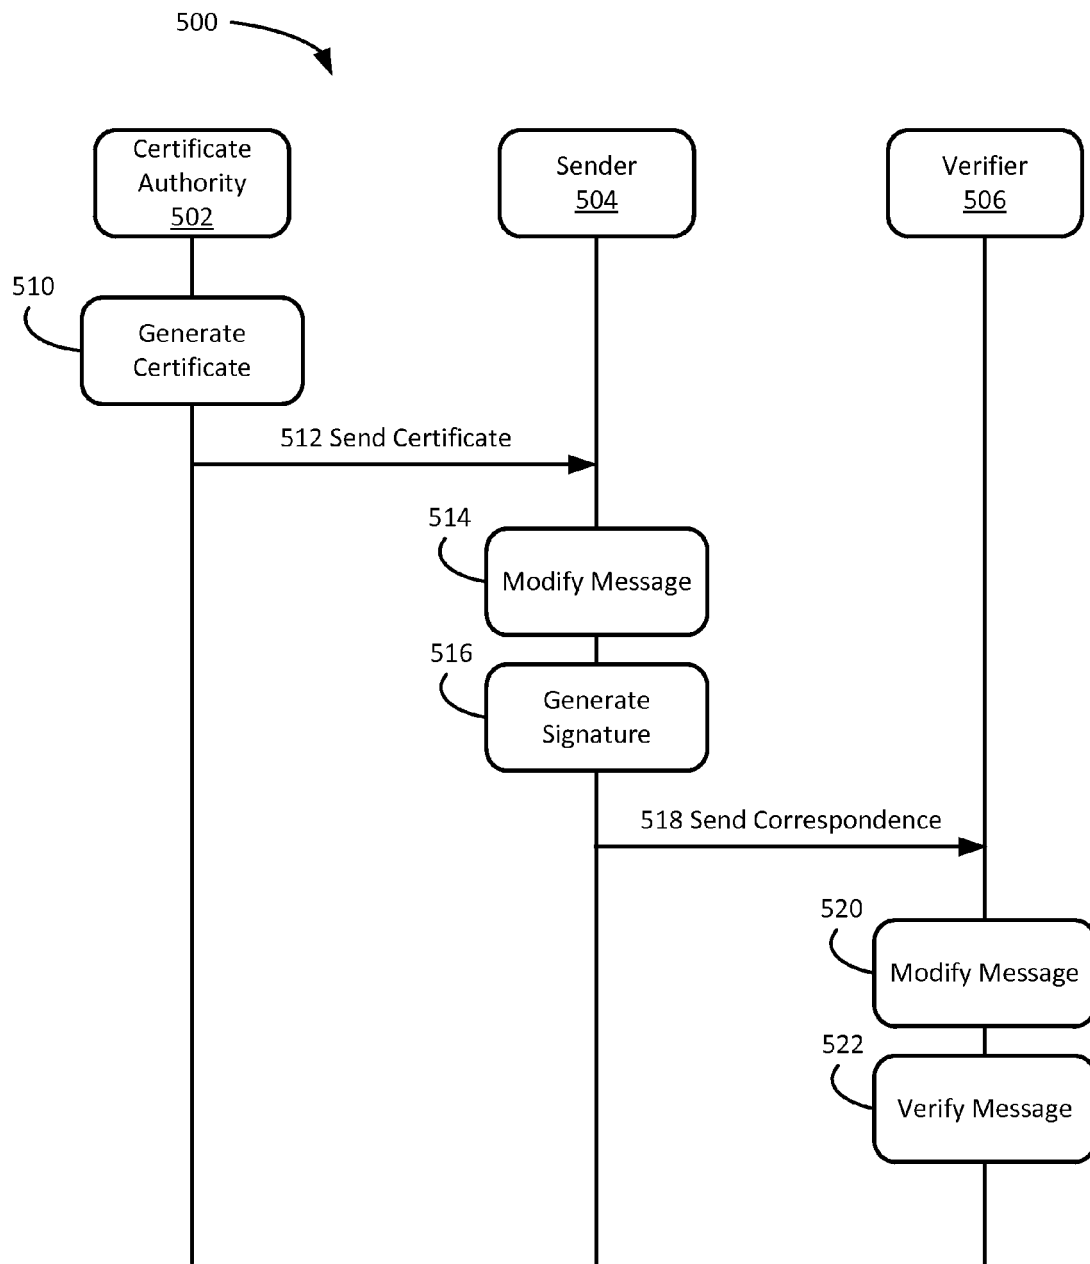 500
Certificate
Authority
502
Sender
504
Verifier
506
510
Generate
Certificate
512 Send Certificate
514
Modify Message
516
Generate
Signature
518 Send Correspondence
520
Modify Message
522
Verify Message